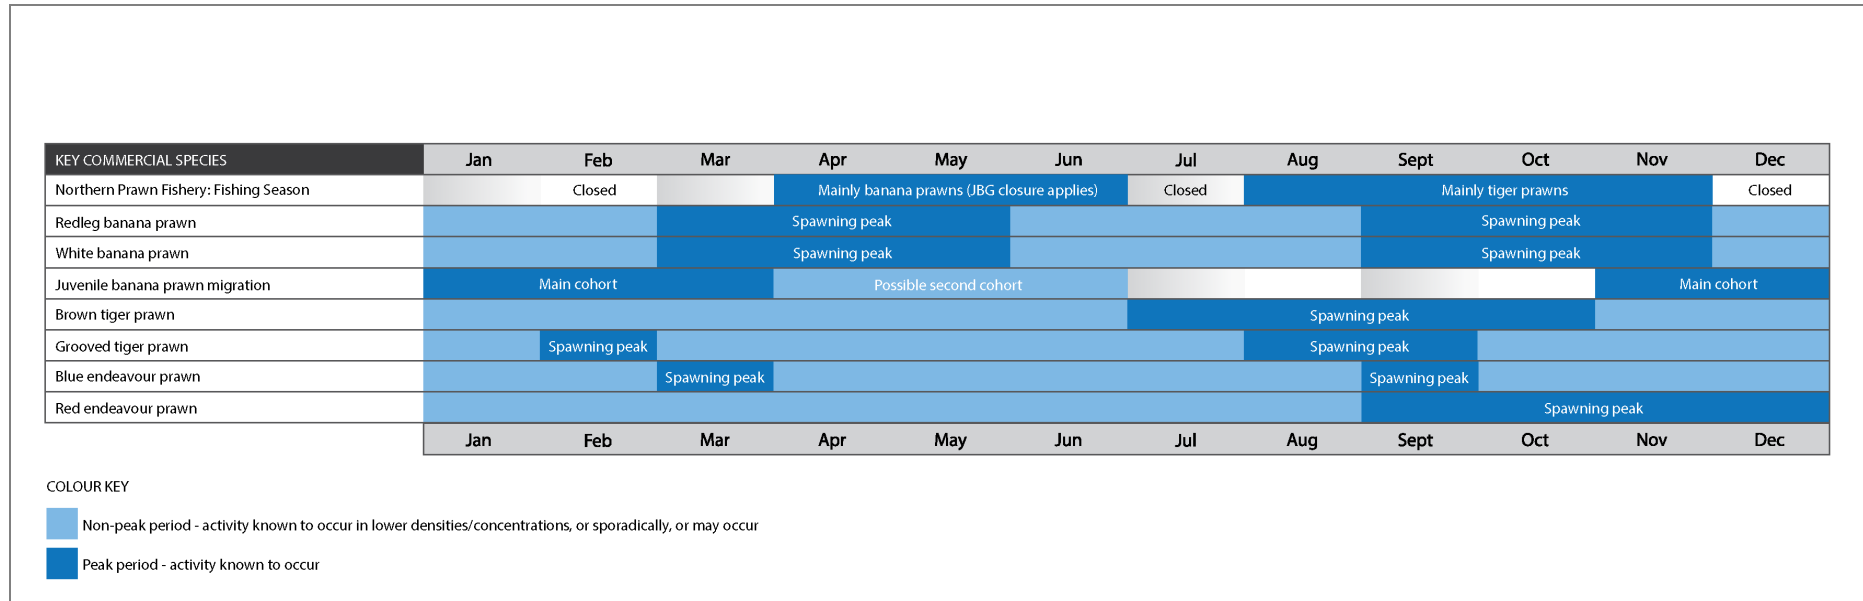 KEY COMMERCIAL SPECIES Jan Feb Mar Apr May Jun Jul Aug Sept Oct Nov Dec
Northern Prawn Fishery: Fishing Season Closed Mainly banana prawns (JBG closure applies) Closed Mainly tiger prawns Closed
Redleg banana prawn Spawning peak Spawning peak
White banana prawn Spawning peak Spawning peak
Juvenile banana prawn migration Main cohort Possible second cohort Main cohort
Brown tiger prawn Spawning peak
Grooved tiger prawn Spawning peak Spawning peak
Blue endeavour prawn Spawning peak Spawning peak
Red endeavour prawn Spawning peak
Jan Feb Mar Apr May Jun Jul Aug Sept Oct Nov Dec
COLOUR KEY
Non-peak period - activity known to occur in lower densities/concentrations, or sporadically, or may occur
Peak period - activity known to occur